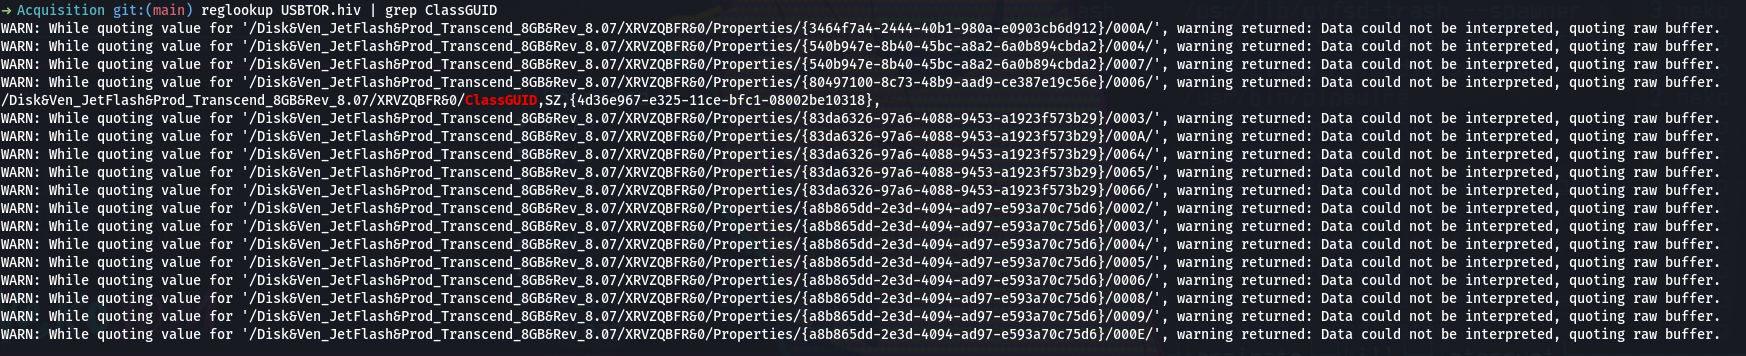 → Acquisition git:(main) reglookup USBTOR.hiv | grep ClassGUID
WARN: While quoting value for '/Disk&Ven_JetFlash&Prod_Transcend_8GB&Rev_8.07/XRVZQBFR&0/Properties/{3464f7a4-2444-40b1-980a-e0903cb6d912}/000A/', warning returned: Data could not be interpreted, quoting raw buffer.
WARN: While quoting value for '/Disk&Ven_JetFlash&Prod_Transcend_8GB&Rev_8.07/XRVZQBFR&0/Properties/{540b947e-8b40-45bc-a8a2-6a0b894cbda2}/0004/', warning returned: Data could not be interpreted, quoting raw buffer.
WARN: While quoting value for '/Disk&Ven_JetFlash&Prod_Transcend_8GB&Rev_8.07/XRVZQBFR&0/Properties/{540b947e-8b40-45bc-a8a2-6a0b894cbda2}/0007/', warning returned: Data could not be interpreted, quoting raw buffer.
WARN: While quoting value for '/Disk&Ven_JetFlash&Prod_Transcend_8GB&Rev_8.07/XRVZQBFR&0/Properties/{80497100-8c73-48b9-aad9-ce387e19c56e}/0006/', warning returned: Data could not be interpreted, quoting raw buffer.
/Disk&Ven_JetFlash&Prod_Transcend_8GB&Rev_8.07/XRVZQBFR&0/ClassGUID,SZ,{4d36e967-e325-11ce-bfc1-08002be10318},
WARN: While quoting value for '/Disk&Ven_JetFlash&Prod_Transcend_8GB&Rev_8.07/XRVZQBFR&0/Properties/{83da6326-97a6-4088-9453-a1923f573b29}/0003/', warning returned: Data could not be interpreted, quoting raw buffer.
WARN: While quoting value for '/Disk&Ven_JetFlash&Prod_Transcend_8GB&Rev_8.07/XRVZQBFR&0/Properties/{83da6326-97a6-4088-9453-a1923f573b29}/000A/', warning returned: Data could not be interpreted, quoting raw buffer.
WARN: While quoting value for '/Disk&Ven_JetFlash&Prod_Transcend_8GB&Rev_8.07/XRVZQBFR&0/Properties/{83da6326-97a6-4088-9453-a1923f573b29}/0064/', warning returned: Data could not be interpreted, quoting raw buffer.
WARN: While quoting value for '/Disk&Ven_JetFlash&Prod_Transcend_8GB&Rev_8.07/XRVZQBFR&0/Properties/{83da6326-97a6-4088-9453-a1923f573b29}/0065/', warning returned: Data could not be interpreted, quoting raw buffer.
WARN: While quoting value for '/Disk&Ven_JetFlash&Prod_Transcend_8GB&Rev_8.07/XRVZQBFR&0/Properties/{83da6326-97a6-4088-9453-a1923f573b29}/0066/', warning returned: Data could not be interpreted, quoting raw buffer.
WARN: While quoting value for '/Disk&Ven_JetFlash&Prod_Transcend_8GB&Rev_8.07/XRVZQBFR&0/Properties/{a8b865dd-2e3d-4094-ad97-e593a70c75d6}/0002/', warning returned: Data could not be interpreted, quoting raw buffer.
WARN: While quoting value for '/Disk&Ven_JetFlash&Prod_Transcend_8GB&Rev_8.07/XRVZQBFR&0/Properties/{a8b865dd-2e3d-4094-ad97-e593a70c75d6}/0003/', warning returned: Data could not be interpreted, quoting raw buffer.
WARN: While quoting value for '/Disk&Ven_JetFlash&Prod_Transcend_8GB&Rev_8.07/XRVZQBFR&0/Properties/{a8b865dd-2e3d-4094-ad97-e593a70c75d6}/0004/', warning returned: Data could not be interpreted, quoting raw buffer.
WARN: While quoting value for '/Disk&Ven_JetFlash&Prod_Transcend_8GB&Rev_8.07/XRVZQBFR&0/Properties/{a8b865dd-2e3d-4094-ad97-e593a70c75d6}/0005/', warning returned: Data could not be interpreted, quoting raw buffer.
WARN: While quoting value for '/Disk&Ven_JetFlash&Prod_Transcend_8GB&Rev_8.07/XRVZQBFR&0/Properties/{a8b865dd-2e3d-4094-ad97-e593a70c75d6}/0006/', warning returned: Data could not be interpreted, quoting raw buffer.
WARN: While quoting value for '/Disk&Ven_JetFlash&Prod_Transcend_8GB&Rev_8.07/XRVZQBFR&0/Properties/{a8b865dd-2e3d-4094-ad97-e593a70c75d6}/0008/', warning returned: Data could not be interpreted, quoting raw buffer.
WARN: While quoting value for '/Disk&Ven_JetFlash&Prod_Transcend_8GB&Rev_8.07/XRVZQBFR&0/Properties/{a8b865dd-2e3d-4094-ad97-e593a70c75d6}/0009/', warning returned: Data could not be interpreted, quoting raw buffer.
WARN: While quoting value for '/Disk&Ven_JetFlash&Prod_Transcend_8GB&Rev_8.07/XRVZQBFR&0/Properties/{a8b865dd-2e3d-4094-ad97-e593a70c75d6}/000E/', warning returned: Data could not be interpreted, quoting raw buffer.